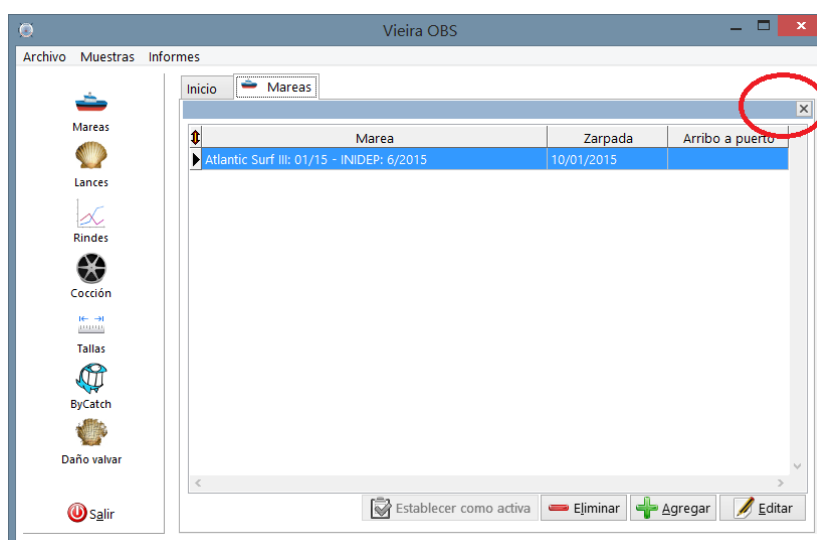 Vieira OBS
Archivo Muestras Informes
Inicio Mareas
Mareas
Lances
Rindes
Cocción
Tallas
ByCatch
Daño valvar
Salir
Marea Zarpada Arribo a puerto
Atlantic Surf III: 01/15 - INIDEP: 6/2015 10/01/2015
Establecer como activa Eliminar Agregar Editar